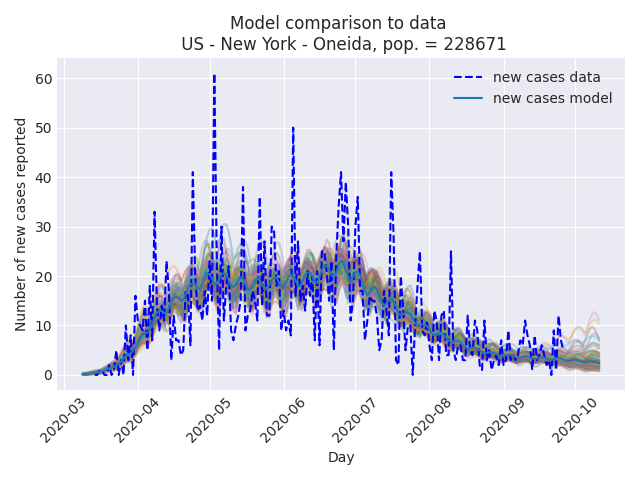 Model comparison to data
US - New York - Oneida, pop. = 228671
new cases data
new cases model
Number of new cases reported
60
50
40
30
20
10
0
2020-03
2020-04
2020-05
2020-06
2020-07
2020-08
2020-09
2020-10
Day